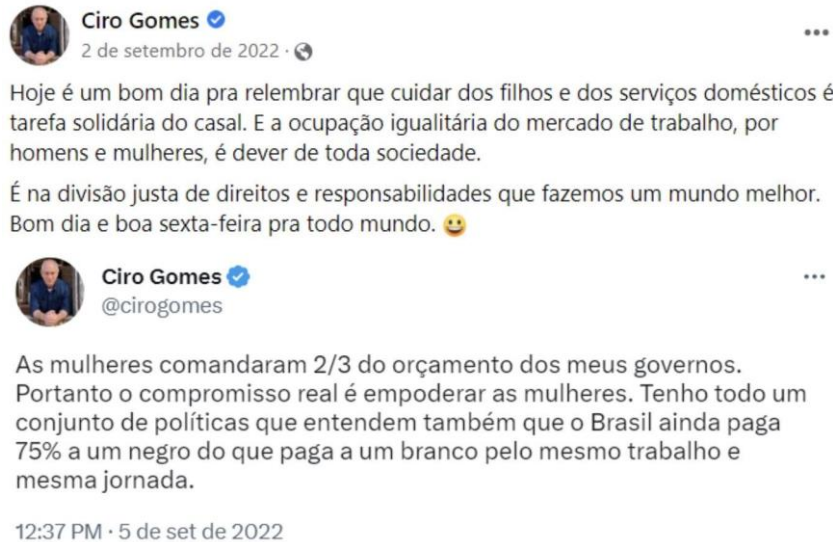 Ciro Gomes
2 de setembro de 2022 ·
Hoje é um bom dia pra relembrar que cuidar dos filhos e dos serviços domésticos é
tarefa solidária do casal. E a ocupação igualitária do mercado de trabalho, por
homens e mulheres, é dever de toda sociedade.
É na divisão justa de direitos e responsabilidades que fazemos um mundo melhor.
Bom dia e boa sexta-feira pra todo mundo. 😀
Ciro Gomes
@cirogomes
As mulheres comandaram 2/3 do orçamento dos meus governos.
Portanto o compromisso real é empoderar as mulheres. Tenho todo um
conjunto de políticas que entendem também que o Brasil ainda paga
75% a um negro do que paga a um branco pelo mesmo trabalho e
mesma jornada.
12:37 PM · 5 de set de 2022